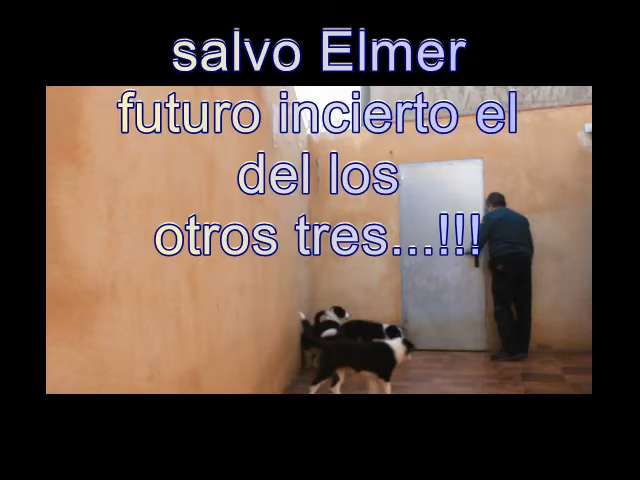 salvo Elmer
futuro incierto el
del los
otros tres...!!!